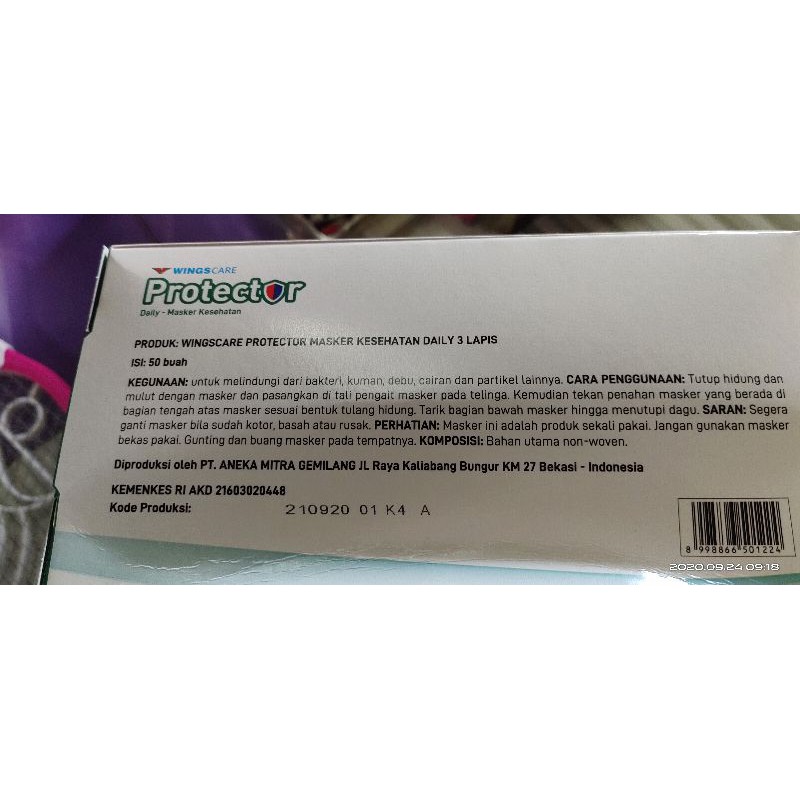 WINGSCARE
Protector
Daily - Masker Kesehatan
PRODUK: WINGSCARE PROTECTOR MASKER KESEHATAN DAILY 3 LAPIS
ISI: 50 buah
KEGUNAAN: untuk melindungi dari bakteri, kuman, debu, cairan dan partikel lainnya. CARA PENGGUNAAN: Tutup hidung dan
mulut dengan masker dan pasangkan di tali pengait masker pada telinga. Kemudian tekan penahan masker yang berada di
bagian tengah atas masker sesuai bentuk tulang hidung. Tarik bagian bawah masker hingga menutupi dagu. SARAN: Segera
ganti masker bila sudah kotor, basah atau rusak. PERHATIAN: Masker ini adalah produk sekali pakai. Jangan gunakan masker
bekas pakai. Gunting dan buang masker pada tempatnya. KOMPOSISI: Bahan utama non-woven.
Diproduksi oleh PT. ANEKA MITRA GEMILANG JL Raya Kaliabang Bungur KM 27 Bekasi - Indonesia
KEMENKES RI AKD 21603020448
Kode Produksi: 210920 01 K4 A
8 998866 501224
2020.09.24 09:18